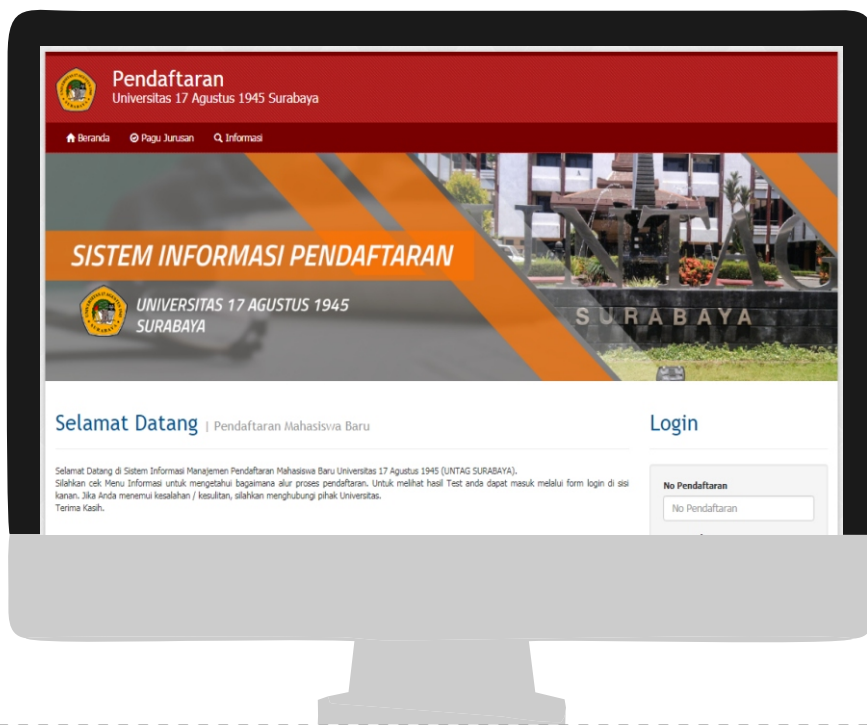 Pendaftaran
Universitas 17 Agustus 1945 Surabaya
Beranda Pagu Jurusan Informasi
SISTEM INFORMASI PENDAFTARAN
UNIVERSITAS 17 AGUSTUS 1945
SURABAYA
UNTAG
SURABAYA
Selamat Datang | Pendaftaran Mahasiswa Baru
Selamat Datang di Sistem Informasi Manajemen Pendaftaran Mahasiswa Baru Universitas 17 Agustus 1945 (UNTAG SURABAYA).
Silahkan cek Menu Informasi untuk mengetahui bagaimana alur proses pendaftaran. Untuk melihat hasil Test anda dapat masuk melalui form login di sisi
kanan. Jika Anda menemui kesalahan / kesulitan, silahkan menghubungi pihak Universitas.
Terima Kasih.
Login
No Pendaftaran
No Pendaftaran